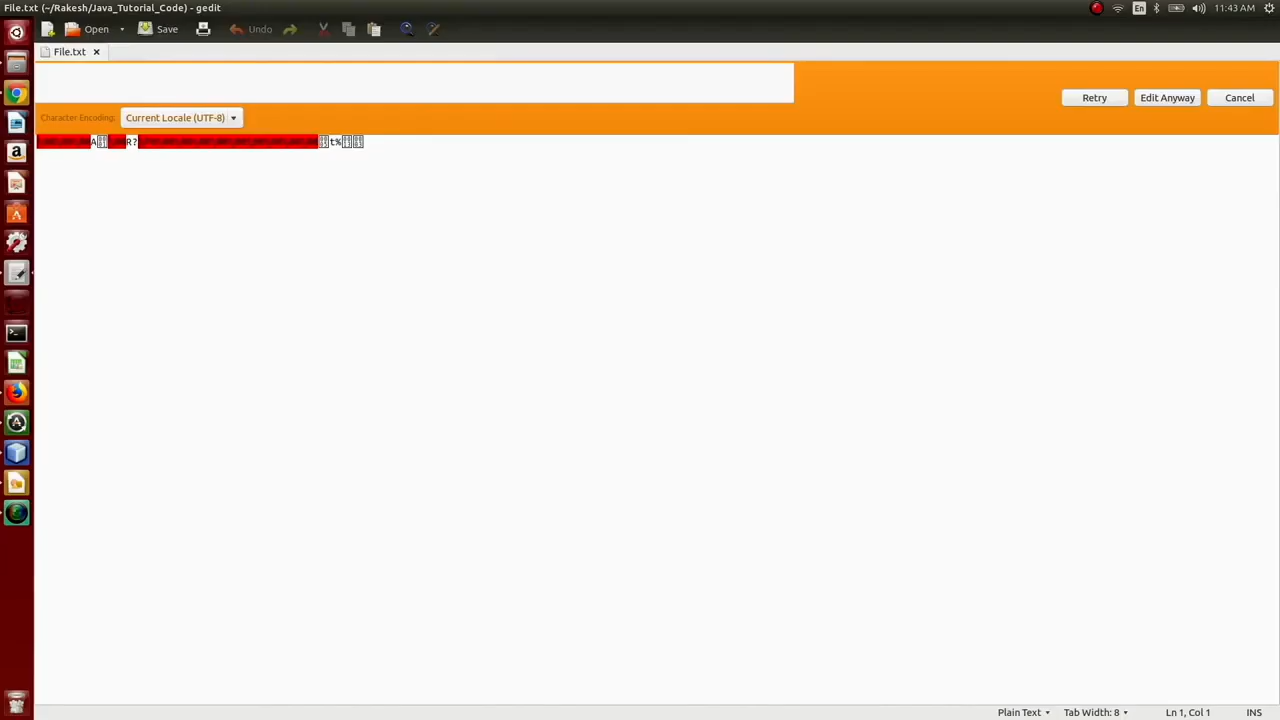 File.txt (~/Rakesh/Java_Tutorial_Code) - gedit
En
11:43 AM
Open
Save
Undo
File.txt
Retry
Edit Anyway
Cancel
Character Encoding:
Current Locale (UTF-8)
A
R?
t%
Plain Text
Tab Width: 8
Ln 1, Col 1
INS